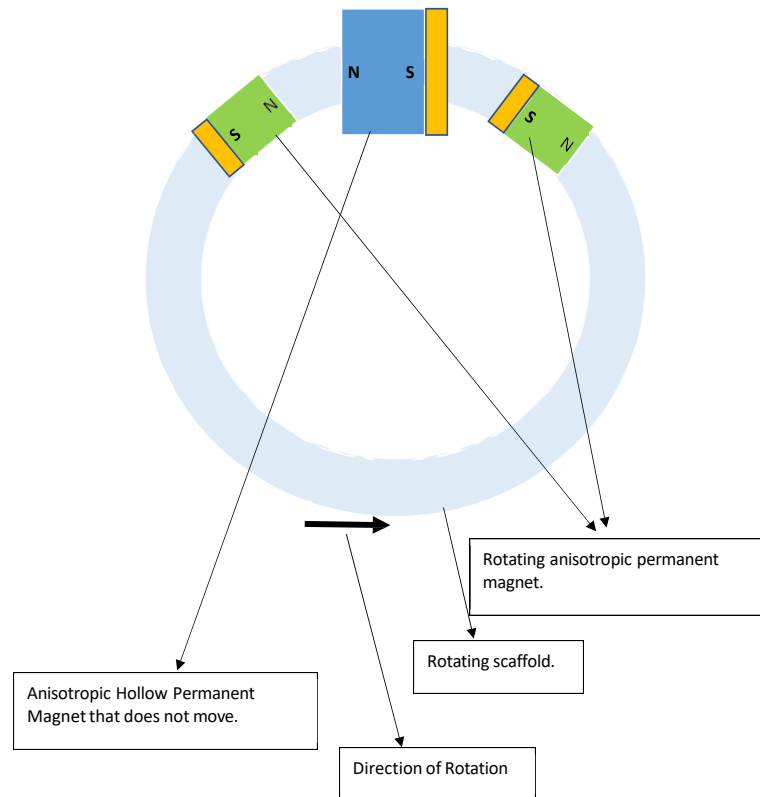 N S
S N
S N
Rotating anisotropic permanent
magnet.
Rotating scaffold.
Anisotropic Hollow Permanent
Magnet that does not move.
Direction of Rotation